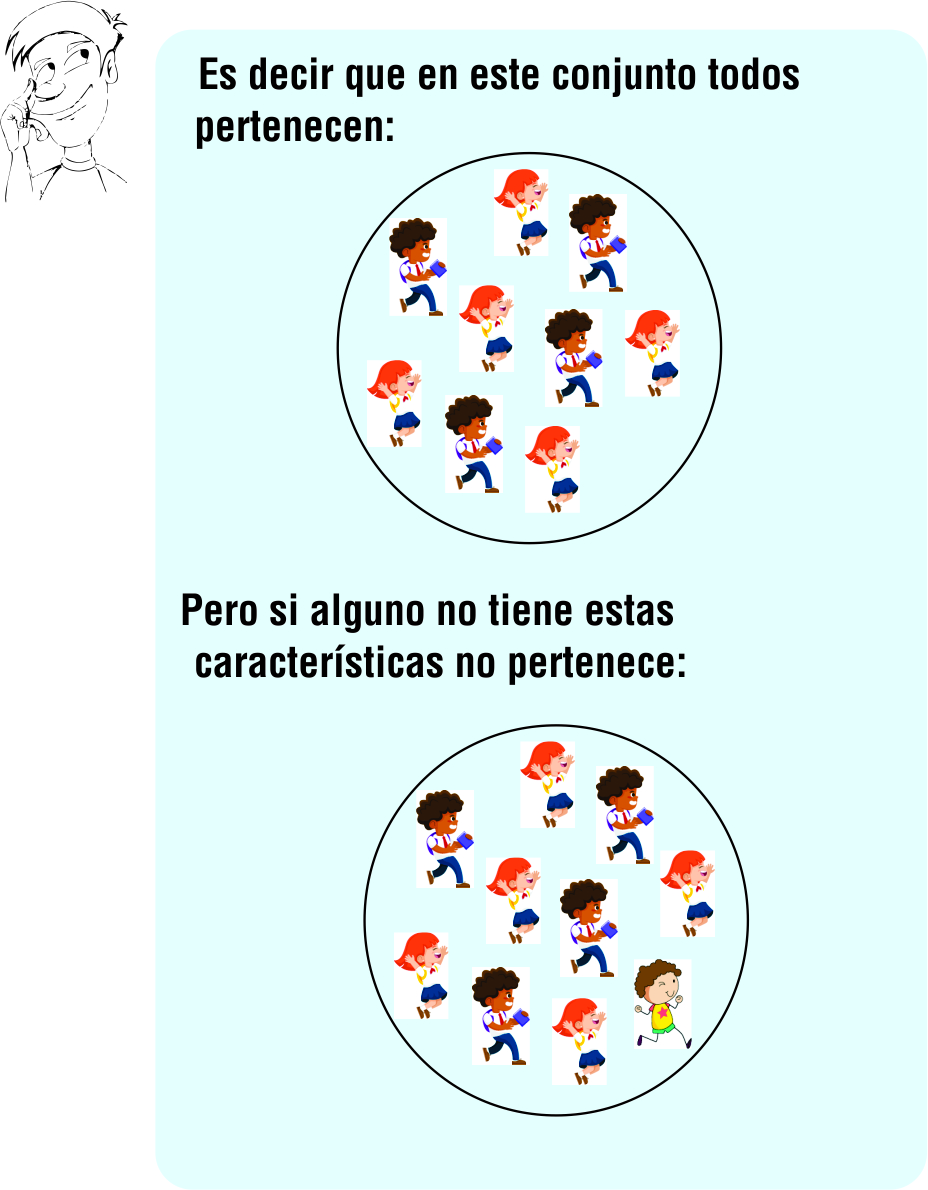 Es decir que en este conjunto todos
pertenecen:
Pero si alguno no tiene estas
características no pertenece: